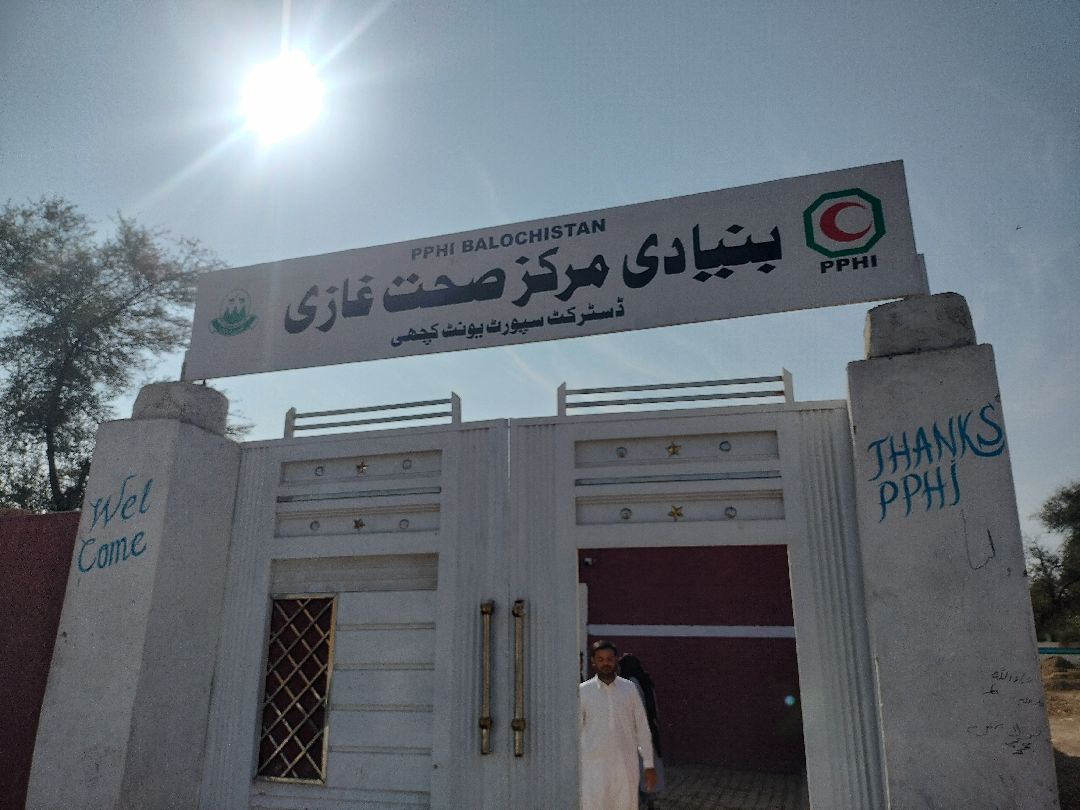 PPHI BALOCHISTAN
بنیادی مرکز صحت غازی
ڈسٹرکٹ سپورٹ یونٹ کچھی
PPHI
Wel
Come
THANKS
PPHI